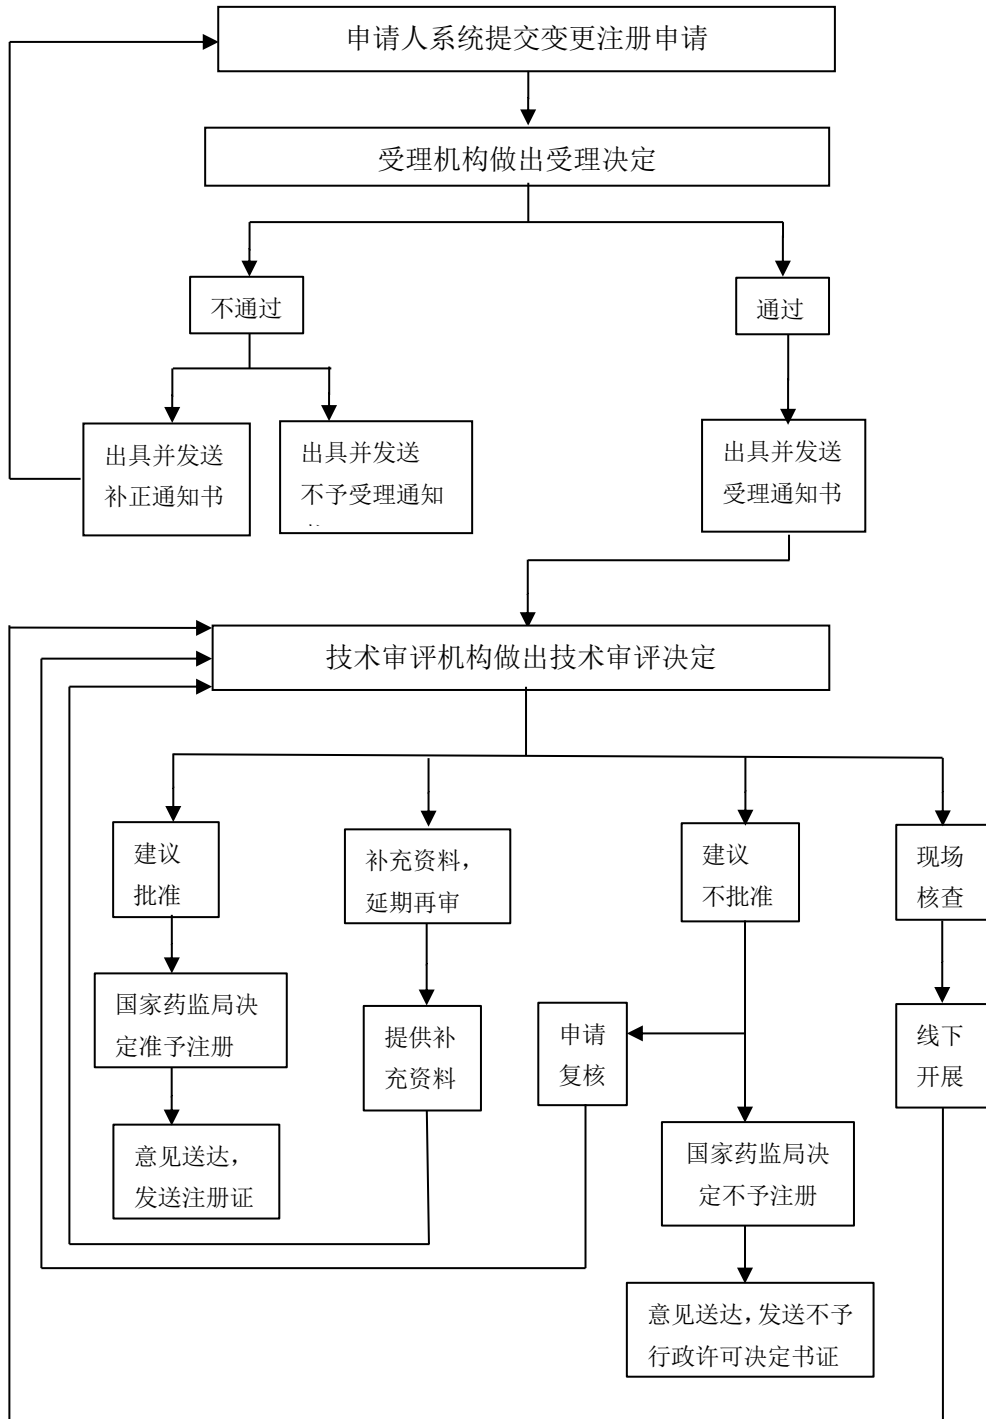 申请人系统提交变更注册申请
受理机构做出受理决定
不通过
通过
出具并发送
补正通知书
出具并发送
不予受理通知
出具并发送
受理通知书
技术审评机构做出技术审评决定
建议
批准
补充资料，
延期再审
建议
不批准
现场
核查
国家药监局决
定准予注册
提供补
充资料
申请
复核
线下
开展
意见送达，
发送注册证
国家药监局决
定不予注册
意见送达，发送不予
行政许可决定书证